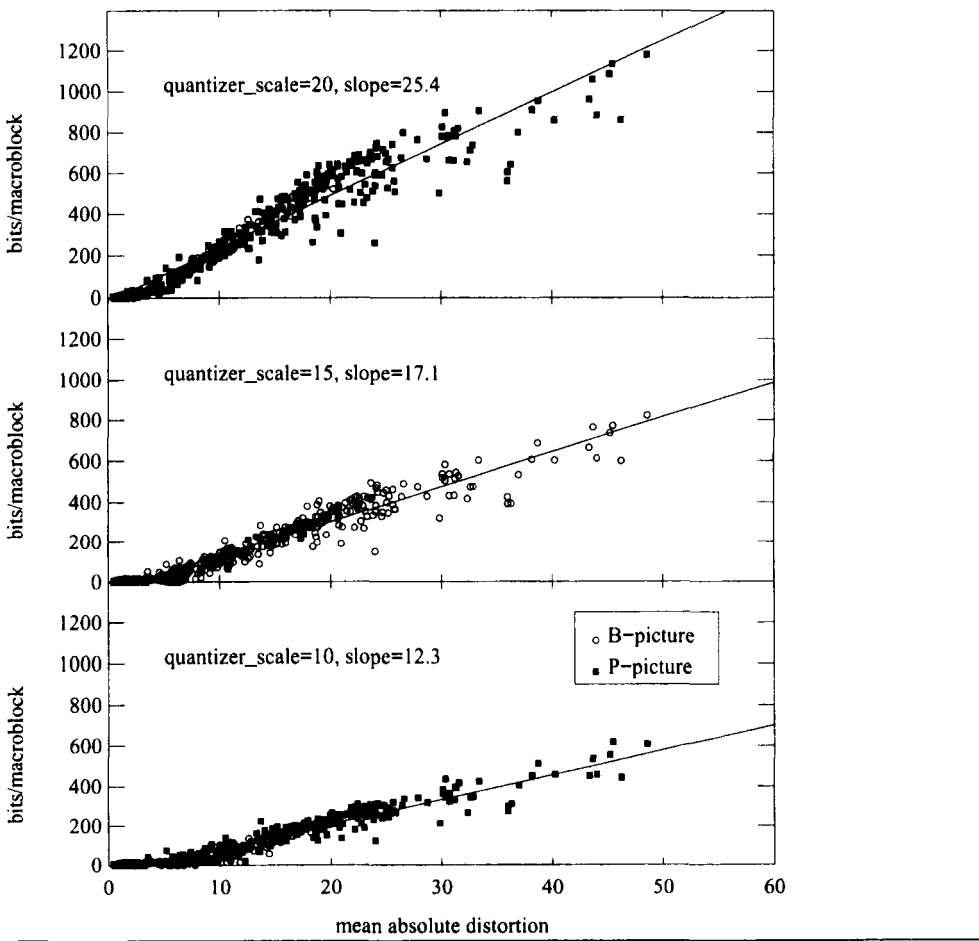 1200
1000
800
600
400
200
0
bits/macroblock
quantizer_scale=20, slope=25.4
1200
1000
800
600
400
200
0
bits/macroblock
quantizer_scale=15, slope=17.1
1200
1000
800
600
400
200
0
bits/macroblock
quantizer_scale=10, slope=12.3
B-picture
P-picture
0 10 20 30 40 50 60
mean absolute distortion